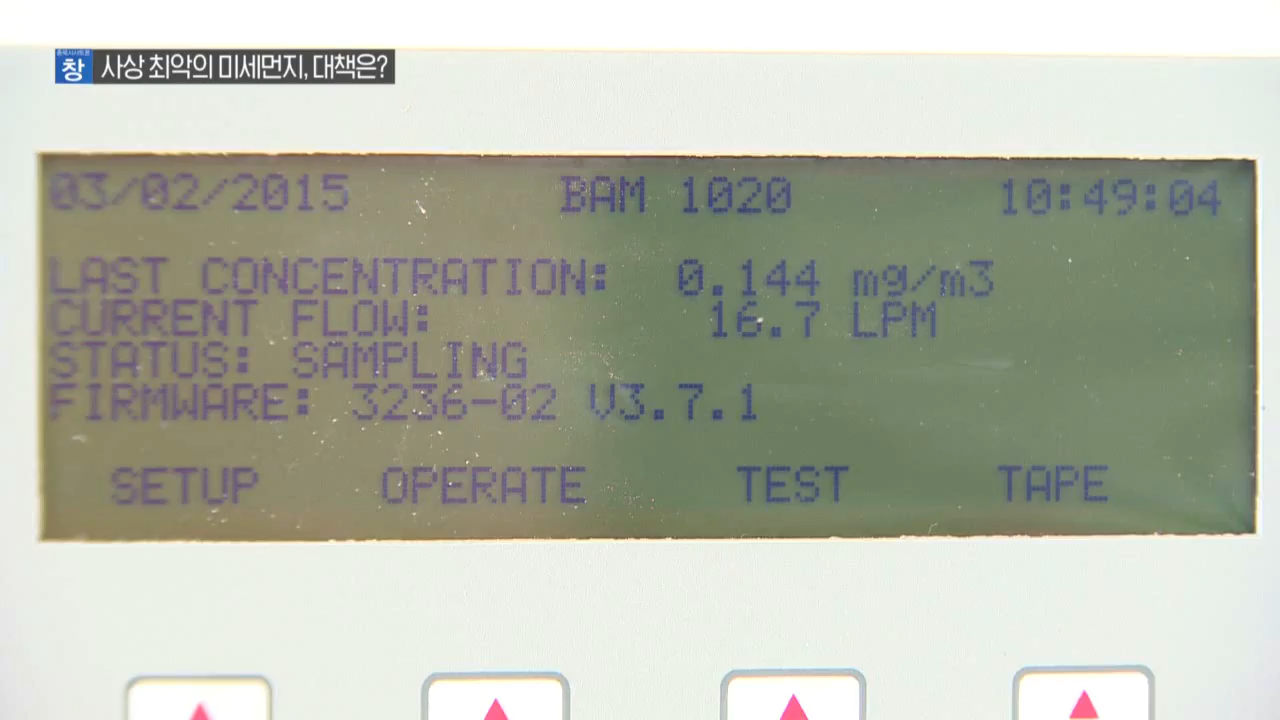 창 사상 최악의 미세먼지, 대책은?
03/02/2015 BAM 1020 10:49:04
LAST CONCENTRATION: 0.144 mg/m3
CURRENT FLOW: 16.7 LPM
STATUS: SAMPLING
FIRMWARE: 3236-02 V3.7.1
SETUP OPERATE TEST TAPE